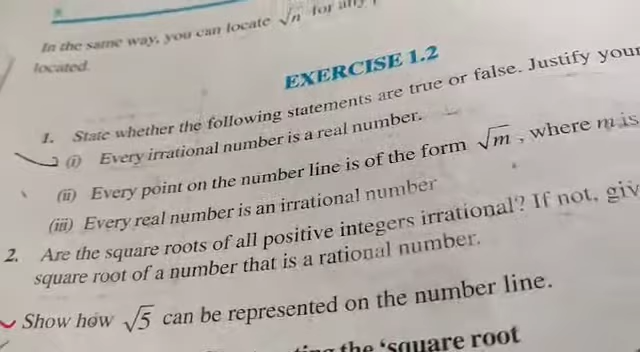 In the same way, you can locate √n for any
located.
EXERCISE 1.2
1. State whether the following statements are true or false. Justify your
(i) Every irrational number is a real number.
(ii) Every point on the number line is of the form √m , where m is
(iii) Every real number is an irrational number
2. Are the square roots of all positive integers irrational? If not, giv
square root of a number that is a rational number.
Show how √5 can be represented on the number line.
the ‘square root